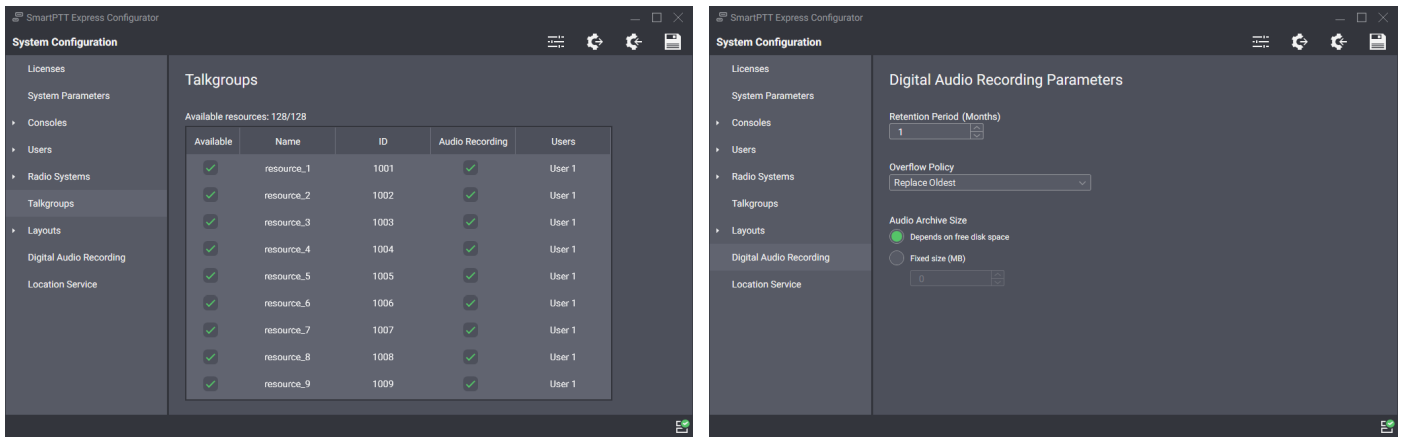 SmartPTT Express Configurator
System Configuration
Licenses
System Parameters
Consoles
Users
Radio Systems
Talkgroups
Layouts
Digital Audio Recording
Location Service
Talkgroups
Available resources: 128/128
Available Name ID Audio Recording Users
resource_1 1001 User 1
resource_2 1002 User 1
resource_3 1003 User 1
resource_4 1004 User 1
resource_5 1005 User 1
resource_6 1006 User 1
resource_7 1007 User 1
resource_8 1008 User 1
resource_9 1009 User 1
SmartPTT Express Configurator
System Configuration
Licenses
System Parameters
Consoles
Users
Radio Systems
Talkgroups
Layouts
Digital Audio Recording
Location Service
Digital Audio Recording Parameters
Retention Period (Months)
1
Overflow Policy
Replace Oldest
Audio Archive Size
Depends on free disk space
Fixed size (MB)
0